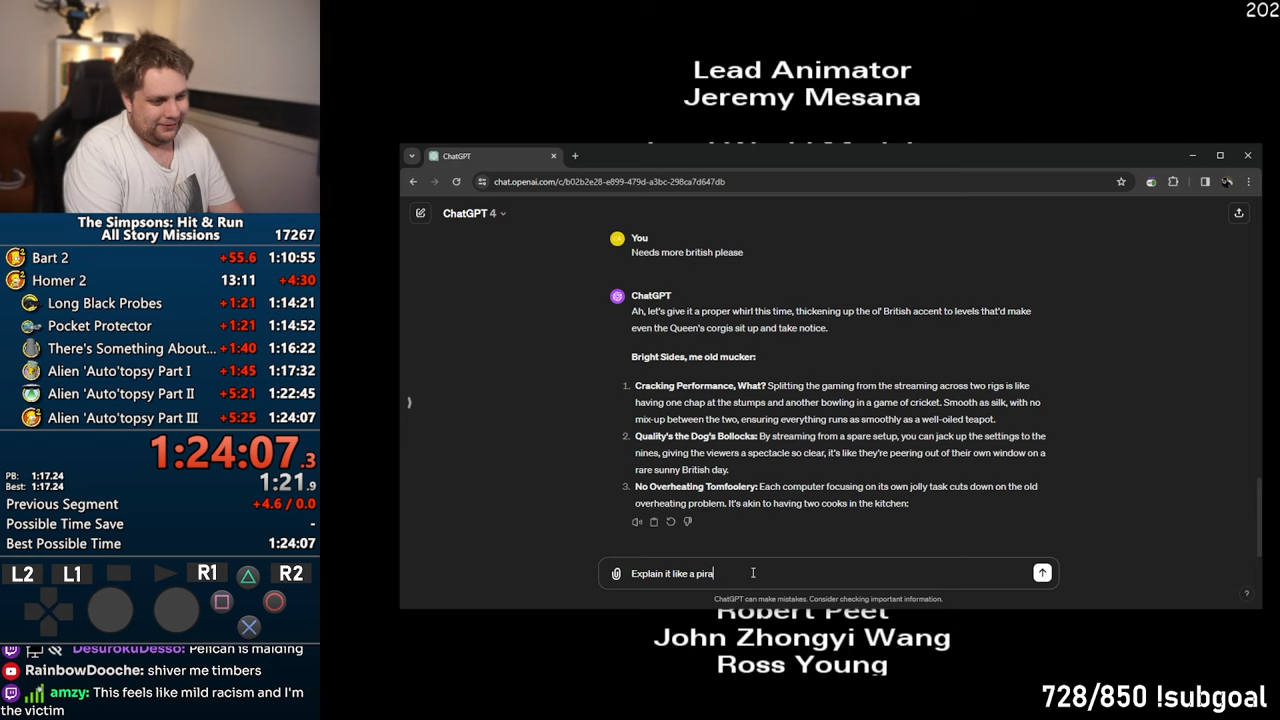 202
Lead Animator
Jeremy Mesana
The Simpsons: Hit & Run
All Story Missions 17267
Bart 2 +55.6 1:10:55
Homer 2 13:11 +4:30
Long Black Probes +1:21 1:14:21
Pocket Protector +1:21 1:14:52
There's Something About... +1:40 1:16:22
Alien 'Auto'topsy Part I +1:45 1:17:32
Alien 'Auto'topsy Part II +5:21 1:22:45
Alien 'Auto'topsy Part III +5:25 1:24:07
1:24:07.3
PB: 1:17.24
Best: 1:17.24
1:21.9
Previous Segment +4.6 / 0.0
Possible Time Save -
Best Possible Time 1:24:07
L2 L1 R1 R2
DesuroKuDesso: Pelican is malding
RainbowDooche: shiver me timbers
amzy: This feels like mild racism and I'm
the victim
ChatGPT
chat.openai.com/c/b02b2e28-e899-479d-a3bc-298ca7d647db
ChatGPT 4
You
Needs more british please
ChatGPT
Ah, let's give it a proper whirl this time, thickening up the ol' British accent to levels that'd make
even the Queen's corgis sit up and take notice.
Bright Sides, me old mucker:
1. Cracking Performance, What? Splitting the gaming from the streaming across two rigs is like
having one chap at the stumps and another bowling in a game of cricket. Smooth as silk, with no
mix-up between the two, ensuring everything runs as smoothly as a well-oiled teapot.
2. Quality's the Dog's Bollocks: By streaming from a spare setup, you can jack up the settings to the
nines, giving the viewers a spectacle so clear, it's like they're peering out of their own window on a
rare sunny British day.
3. No Overheating Tomfoolery: Each computer focusing on its own jolly task cuts down on the old
overheating problem. It's akin to having two cooks in the kitchen:
Explain it like a pira
ChatGPT can make mistakes. Consider checking important information.
?
Robert Peet
John Zhongyi Wang
Ross Young
728/850 !subgoal